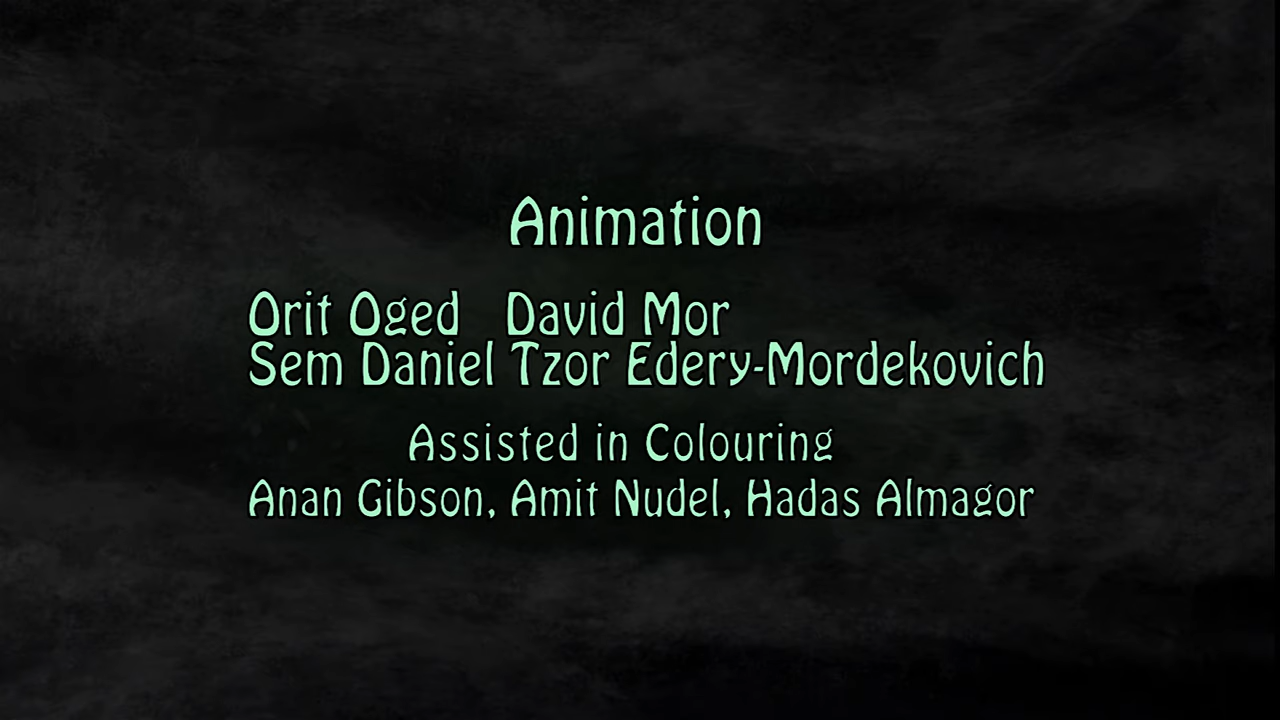 Animation
Orit Oged David Mor
Sem Daniel Tzor Edery-Mordekovich
Assisted in Colouring
Anan Gibson, Amit Nudel, Hadas Almagor